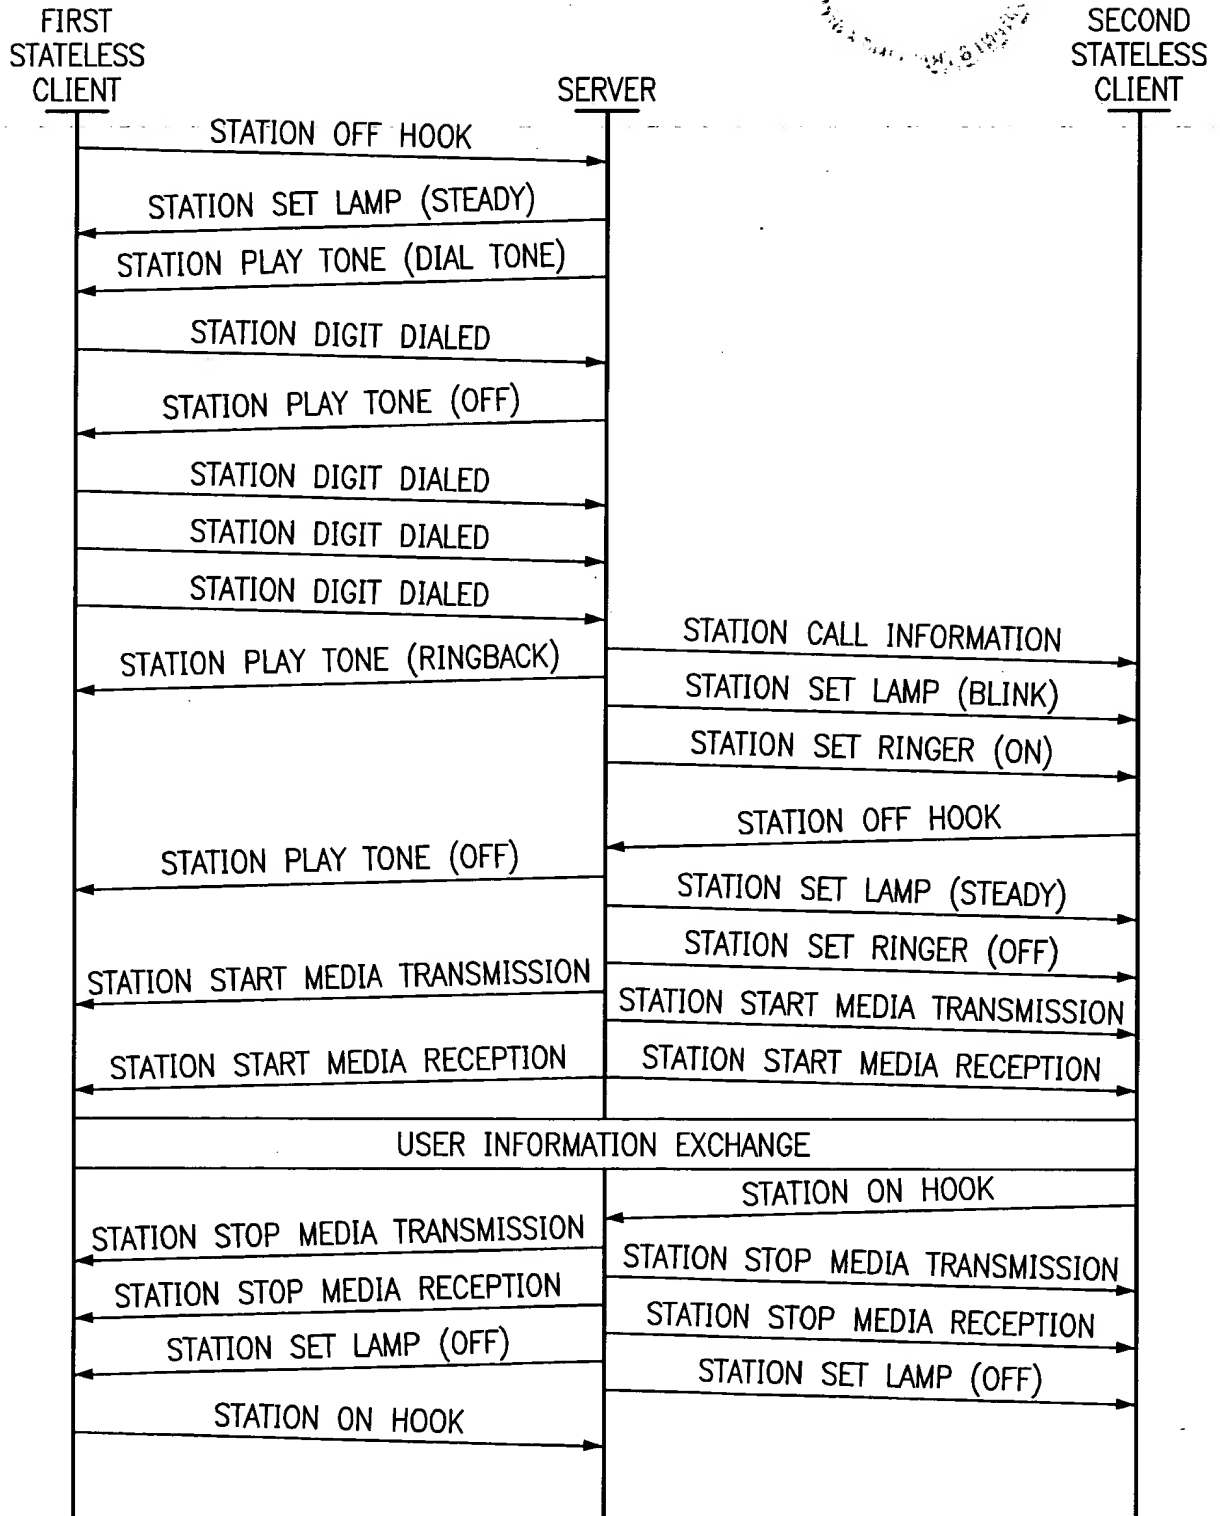 FIRST
STATELESS
CLIENT
SERVER
SECOND
STATELESS
CLIENT
STATION OFF HOOK
STATION SET LAMP (STEADY)
STATION PLAY TONE (DIAL TONE)
STATION DIGIT DIALED
STATION PLAY TONE (OFF)
STATION DIGIT DIALED
STATION DIGIT DIALED
STATION DIGIT DIALED
STATION CALL INFORMATION
STATION PLAY TONE (RINGBACK)
STATION SET LAMP (BLINK)
STATION SET RINGER (ON)
STATION OFF HOOK
STATION PLAY TONE (OFF)
STATION SET LAMP (STEADY)
STATION SET RINGER (OFF)
STATION START MEDIA TRANSMISSION
STATION START MEDIA TRANSMISSION
STATION START MEDIA RECEPTION
STATION START MEDIA RECEPTION
USER INFORMATION EXCHANGE
STATION ON HOOK
STATION STOP MEDIA TRANSMISSION
STATION STOP MEDIA TRANSMISSION
STATION STOP MEDIA RECEPTION
STATION STOP MEDIA RECEPTION
STATION SET LAMP (OFF)
STATION SET LAMP (OFF)
STATION ON HOOK